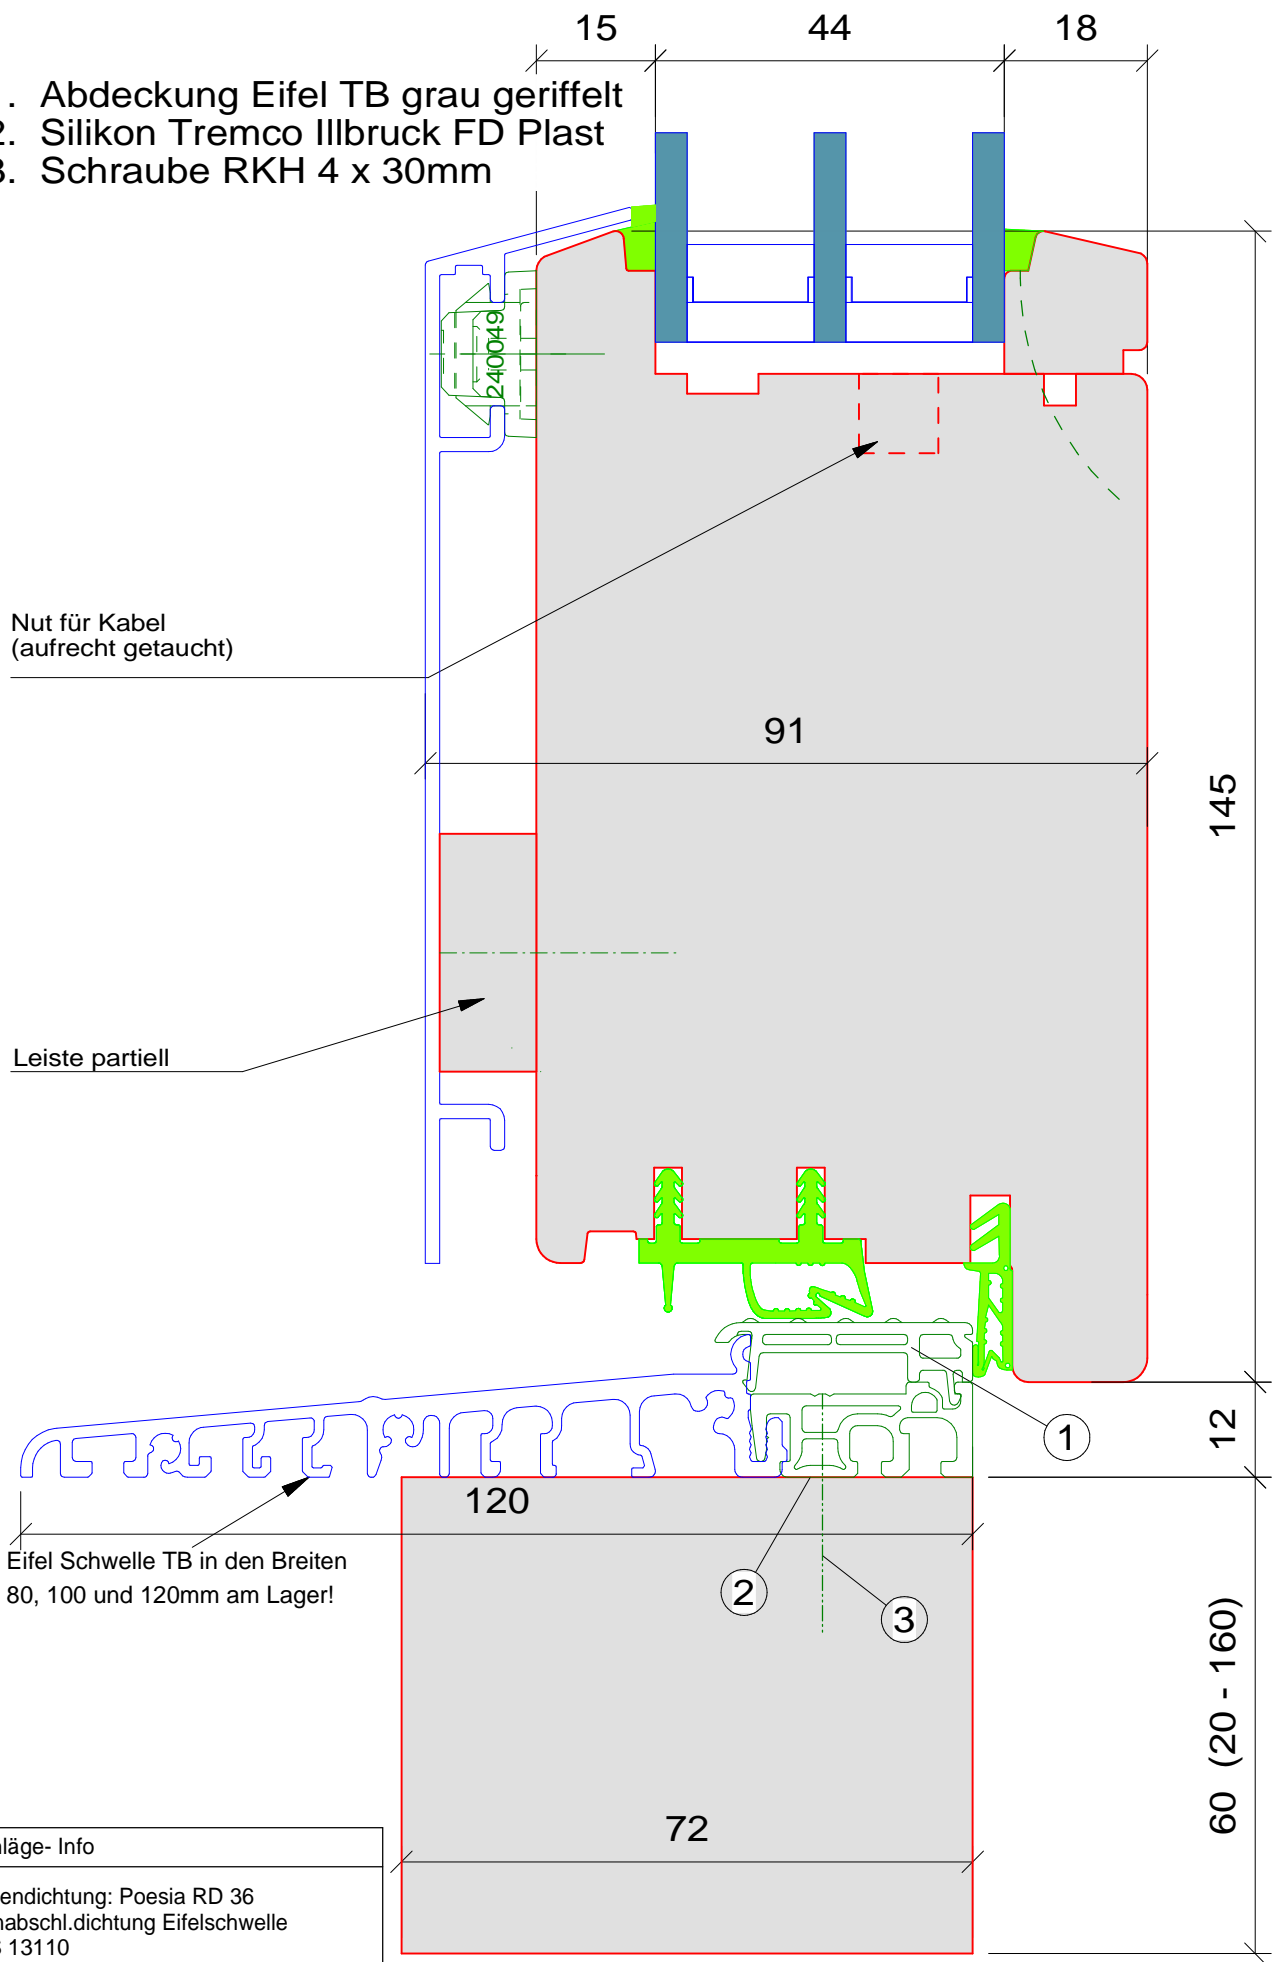 15
44
18
. Abdeckung Eifel TB grau geriffelt
2. Silikon Tremco Illbruck FD Plast
3. Schraube RKH 4 x 30mm
240049
Nut für Kabel
(aufrecht getaucht)
91
145
Leiste partiell
1
12
120
Eifel Schwelle TB in den Breiten
80, 100 und 120mm am Lager!
2
3
60 (20 - 160)
72
läge- Info
endichtung: Poesia RD 36
abschl.dichtung Eifelschwelle
13110